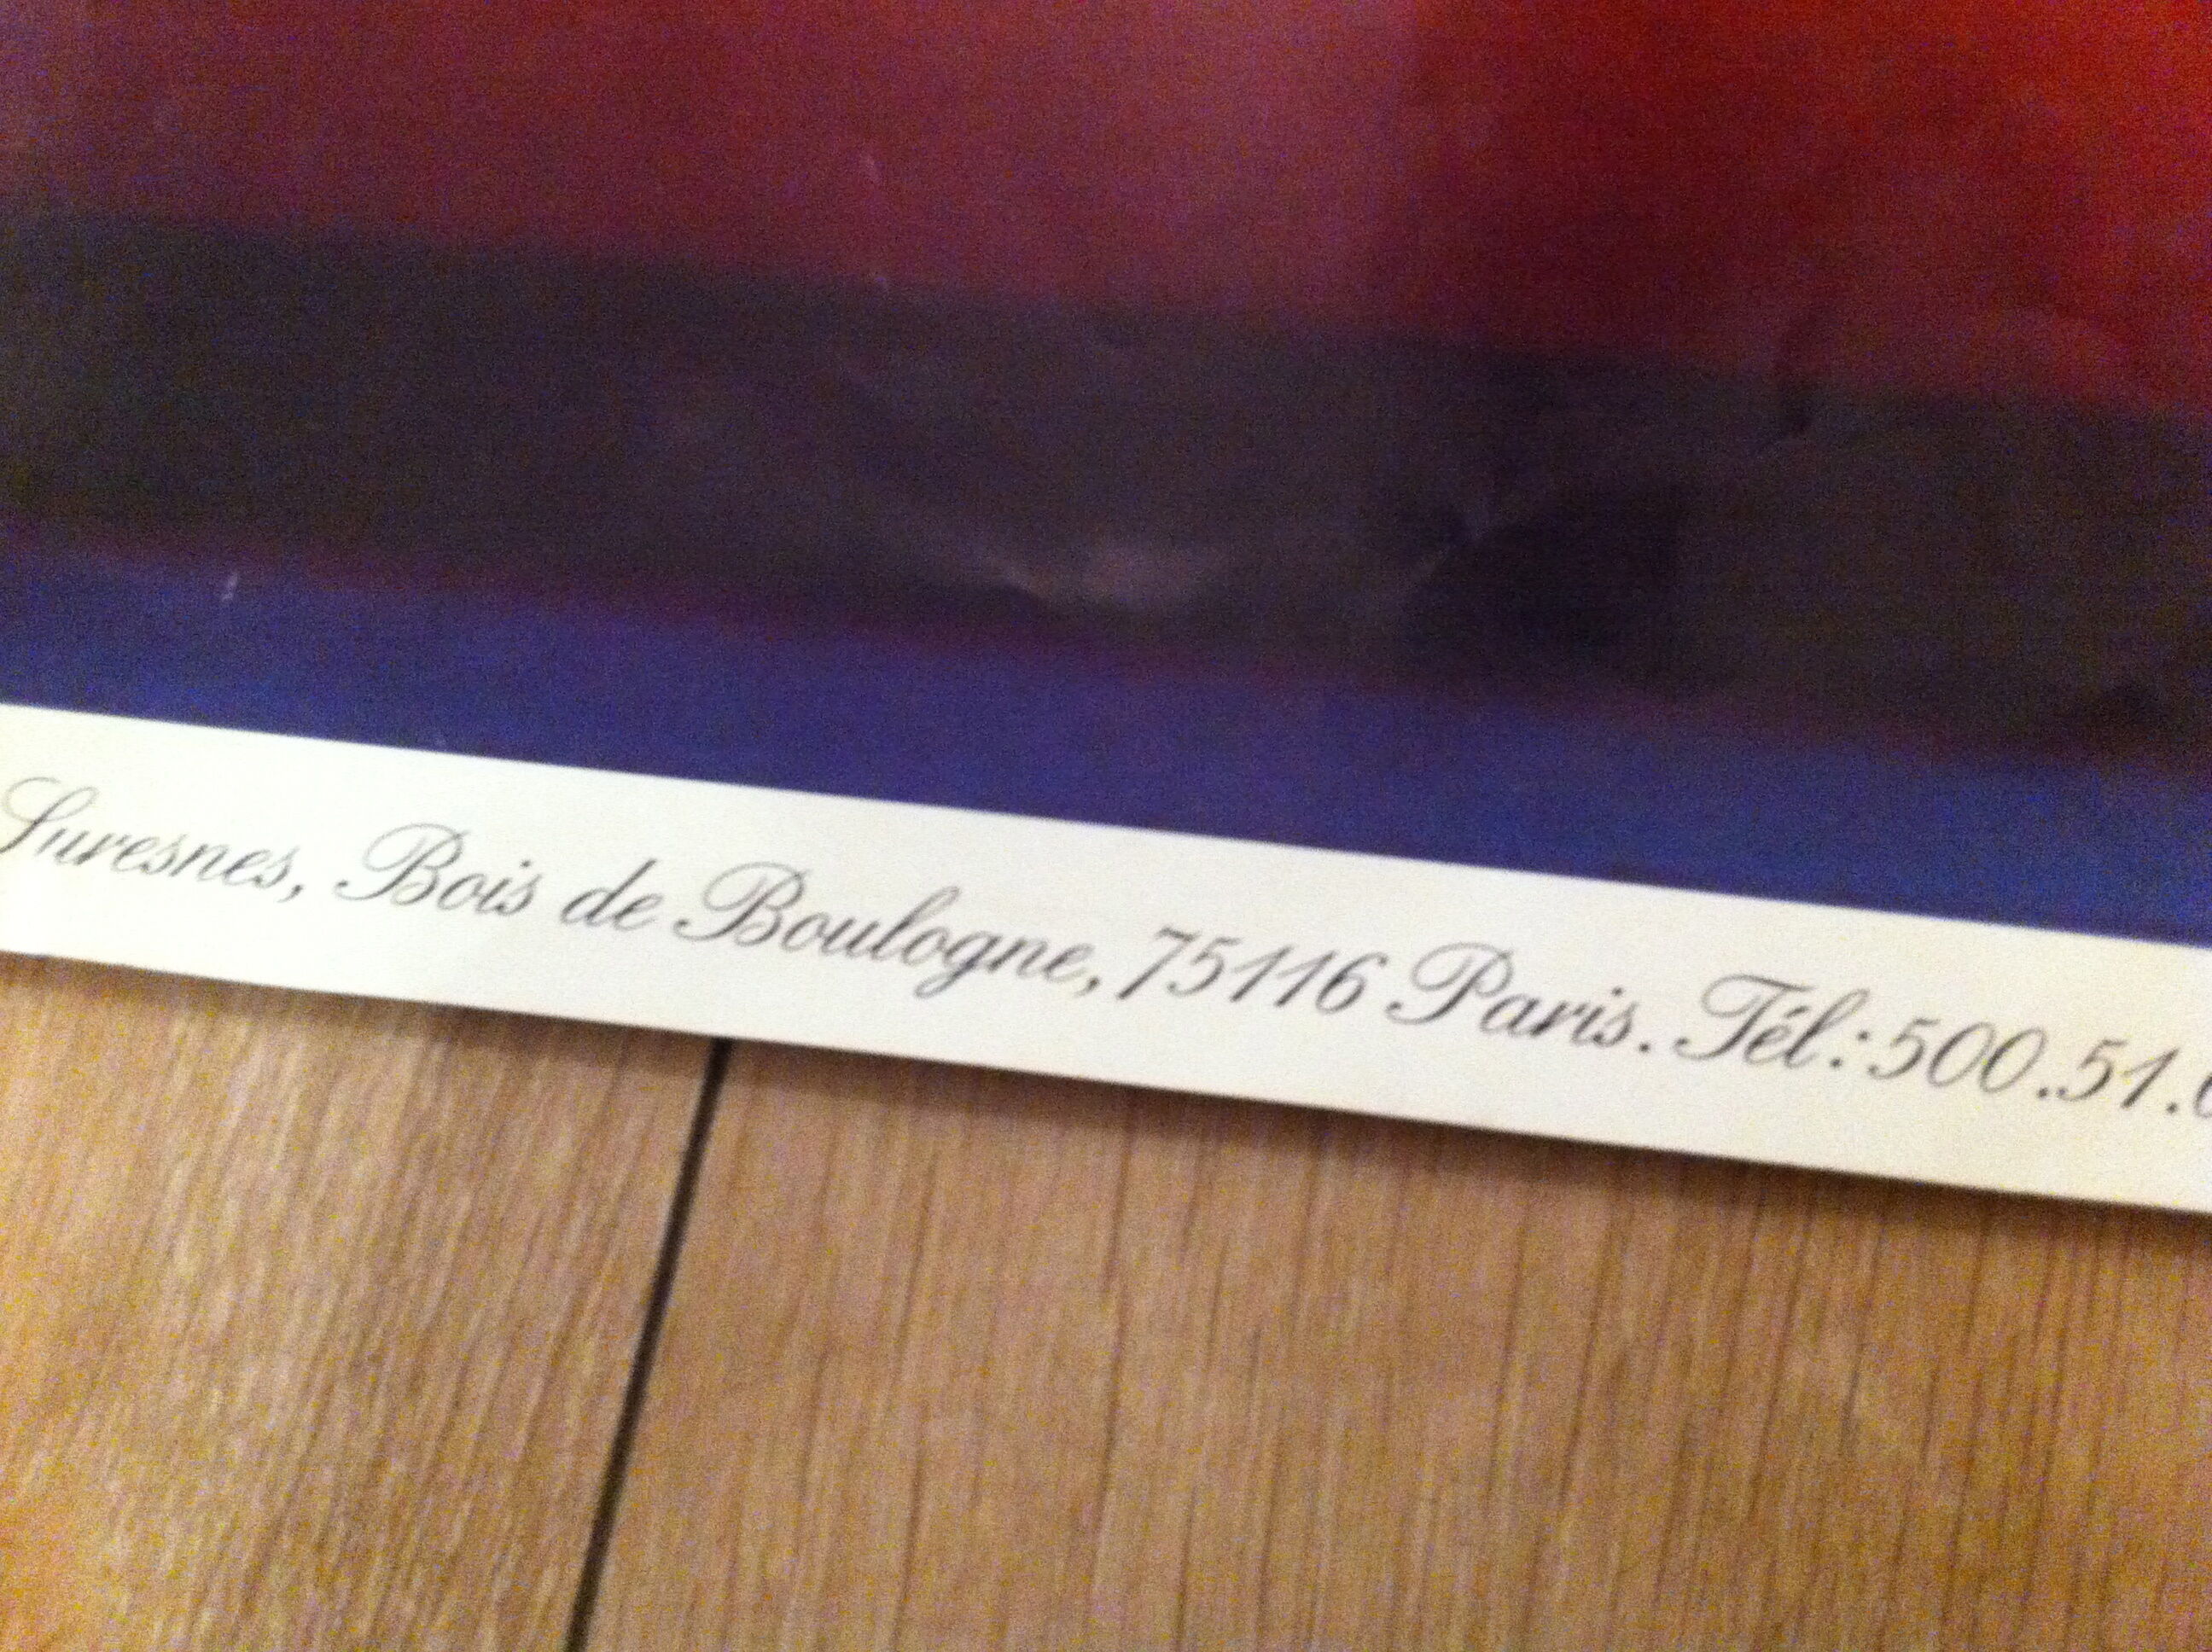 Suresnes, Bois de Boulogne, 75116 Paris. Tél.: 500.51.